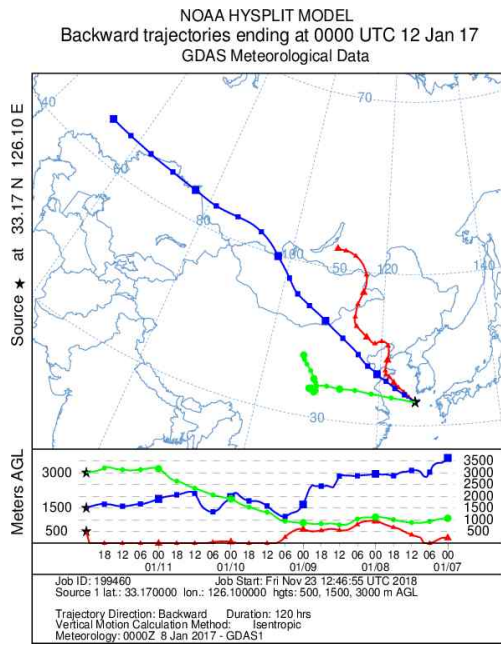 NOAA HYSPLIT MODEL
Backward trajectories ending at 0000 UTC 12 Jan 17
GDAS Meteorological Data
Source ★ at 33.17 N 126.10 E
40
60
80
100
120
140
70
50
30
Meters AGL
3000
1500
500
3500
3000
2500
2000
1500
1000
500
18 12 06 00 18 12 06 00 18 12 06 00 18 12 06 00 18 12 06 00
01/11 01/10 01/09 01/08 01/07
Job ID: 199460 Job Start: Fri Nov 23 12:46:55 UTC 2018
Source 1 lat.: 33.170000 lon.: 126.100000 hgts: 500, 1500, 3000 m AGL
Trajectory Direction: Backward Duration: 120 hrs
Vertical Motion Calculation Method: Isentropic
Meteorology: 0000Z 8 Jan 2017 - GDAS1